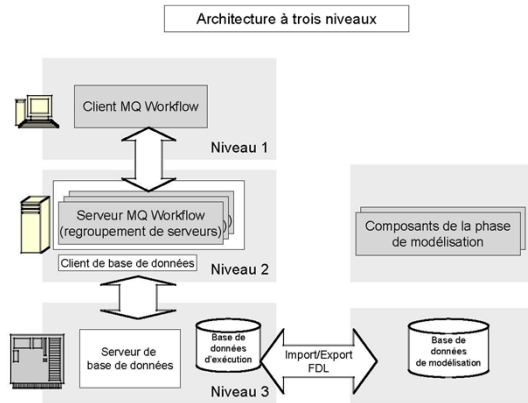 Architecture à trois niveaux
Client MQ Workflow
Niveau 1
Serveur MQ Workflow
(regroupement de serveurs)
Client de base de données
Niveau 2
Composants de la phase
de modélisation
Serveur de
base de données
Base
de
données
d'exécution
Niveau 3
Import/Export
FDL
Base
de
données
de modélisation